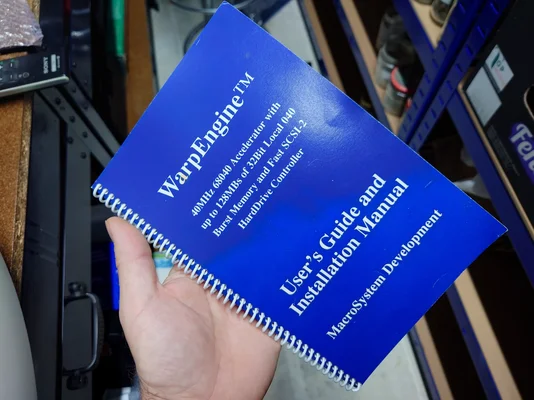 WarpEngine™
40MHz 68040 Accelerator with
up to 128MBs of 32Bit Local 040
Burst Memory and Fast SCSI-2
HardDrive Controller
User's Guide and
Installation Manual
MacroSystem Development
SONY